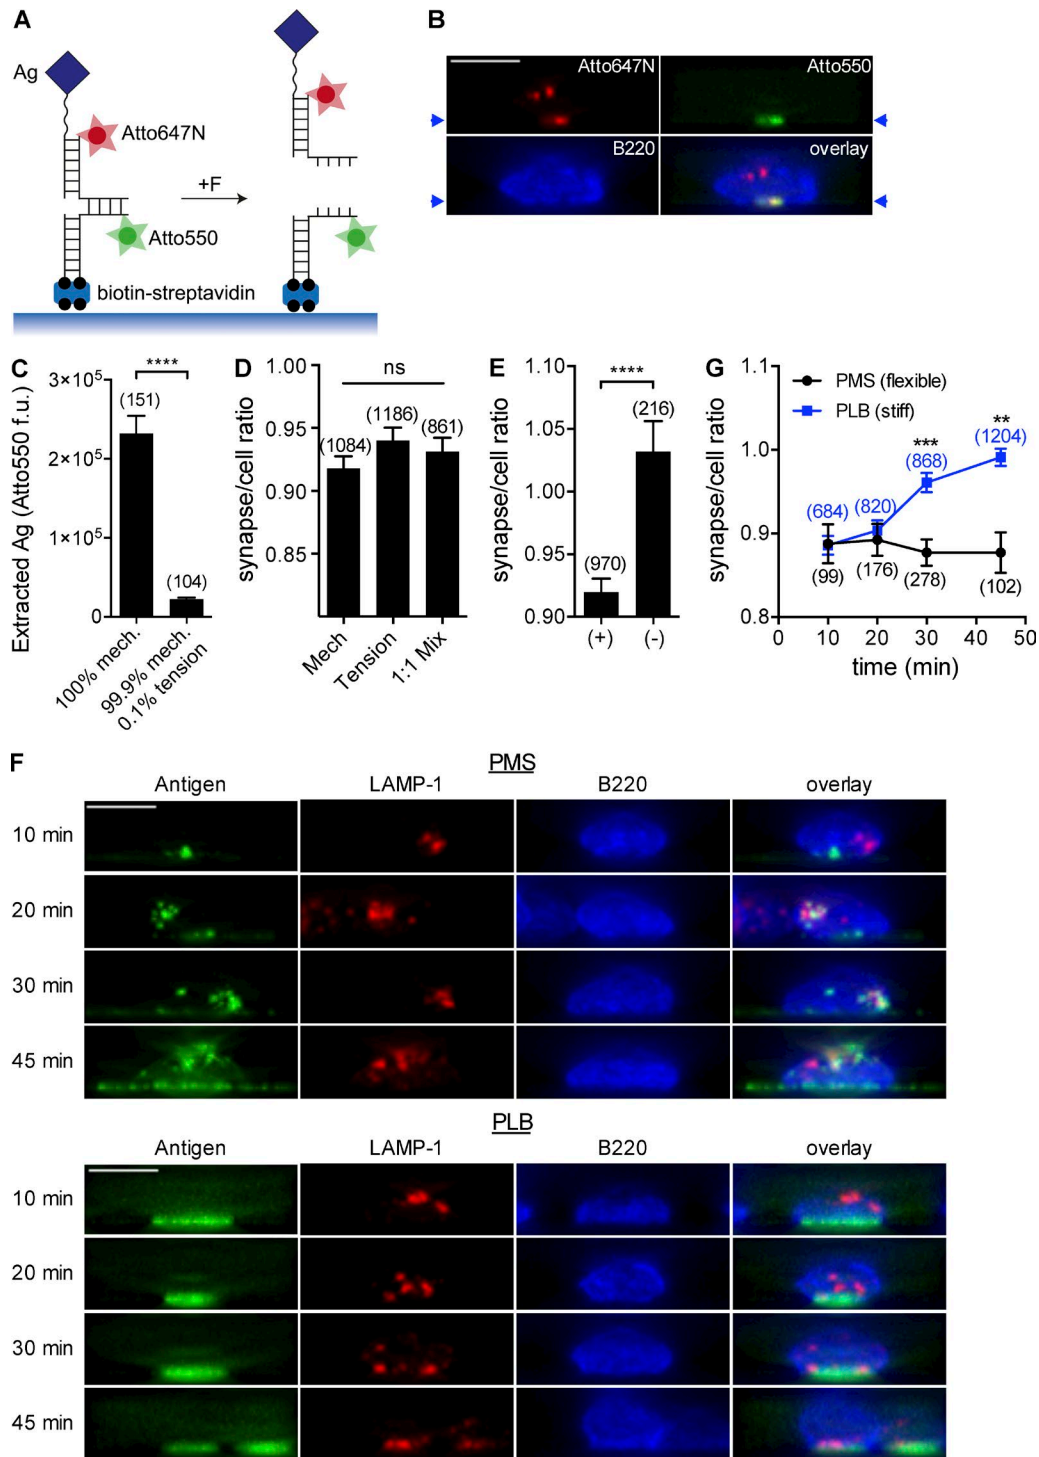 A
Ag
Atto647N
+F
Atto550
biotin-streptavidin
B
Atto647N
Atto550
B220
overlay
C
Extracted Ag (Atto550 f.u.)
3×10⁵
2×10⁵
1×10⁵
0
****
(151)
(104)
100% mech.
99.9% mech.
0.1% tension
D
synapse/cell ratio
1.00
0.95
0.90
0.85
ns
(1084)
(1186)
(861)
Mech
Tension
1:1 Mix
E
synapse/cell ratio
1.10
1.05
1.00
0.95
0.90
****
(970)
(216)
(+)
(-)
G
synapse/cell ratio
1.1
1.0
0.9
0.8
PMS (flexible)
PLB (stiff)
***
**
(684)
(820)
(868)
(1204)
(99)
(176)
(278)
(102)
0
10
20
30
40
50
time (min)
F
PMS
Antigen
LAMP-1
B220
overlay
10 min
20 min
30 min
45 min
PLB
Antigen
LAMP-1
B220
overlay
10 min
20 min
30 min
45 min